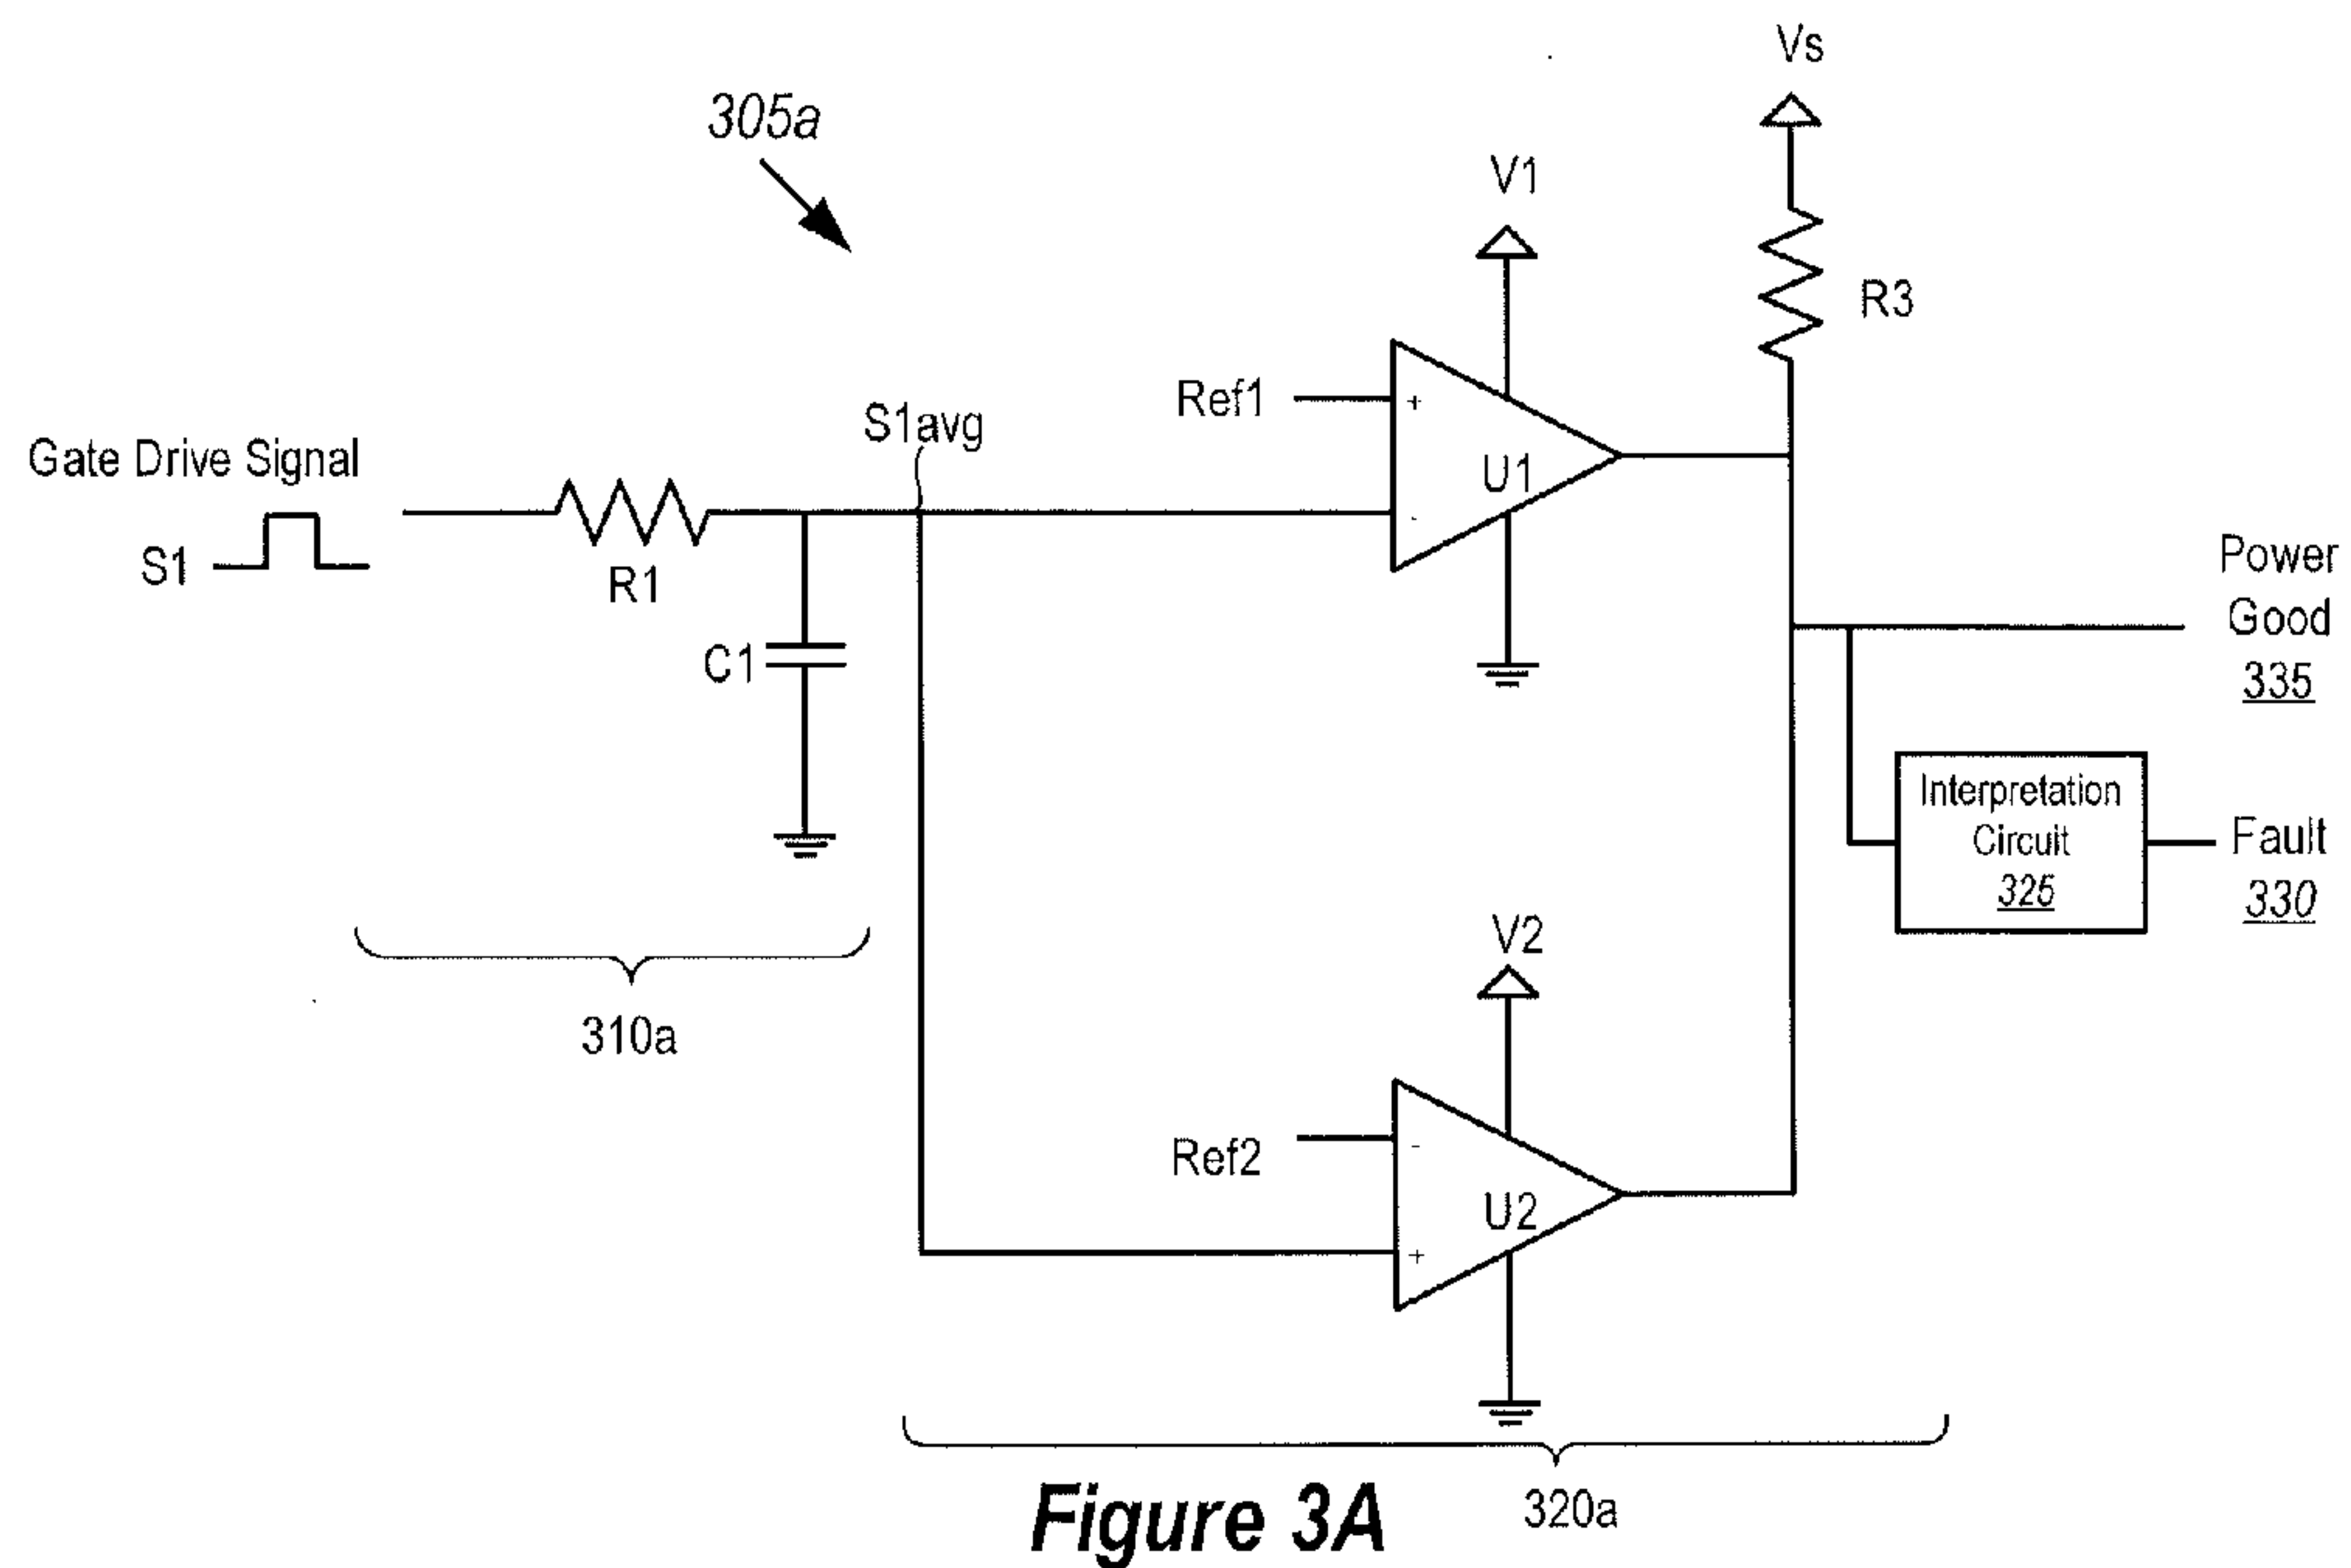 Vs
305a
V1
R3
Ref1
+
S1avg
Gate Drive Signal
U1
-
S1
R1
Power
Good
335
C1
Interpretation
Circuit
325
Fault
330
V2
310a
Ref2
-
U2
+
320a
Figure 3A